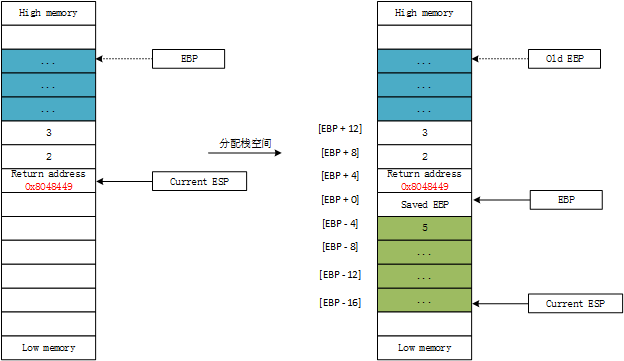 High memory
...
...
...
3
2
Return address
0x8048449
Low memory
EBP
Current ESP
分配栈空间
[EBP + 12]
[EBP + 8]
[EBP + 4]
[EBP + 0]
[EBP - 4]
[EBP - 8]
[EBP - 12]
[EBP - 16]
High memory
...
...
...
3
2
Return address
0x8048449
Saved EBP
5
...
...
...
Low memory
Old EBP
EBP
Current ESP